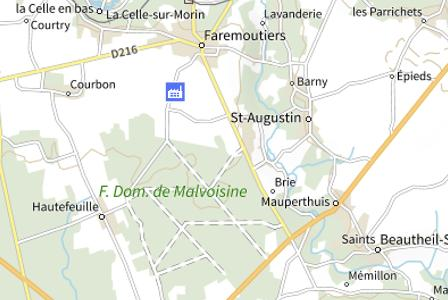 la Celle en bas
La Celle-sur-Morin
Lavanderie
les Parrichets
Courtry
Faremoutiers
D216
Courbon
Barny
Épieds
St-Augustin
F. Dom. de Malvoisine
Brie
Hautefeuille
Mauperthuis
Saints
Beautheil-S
Mémillon
Ma